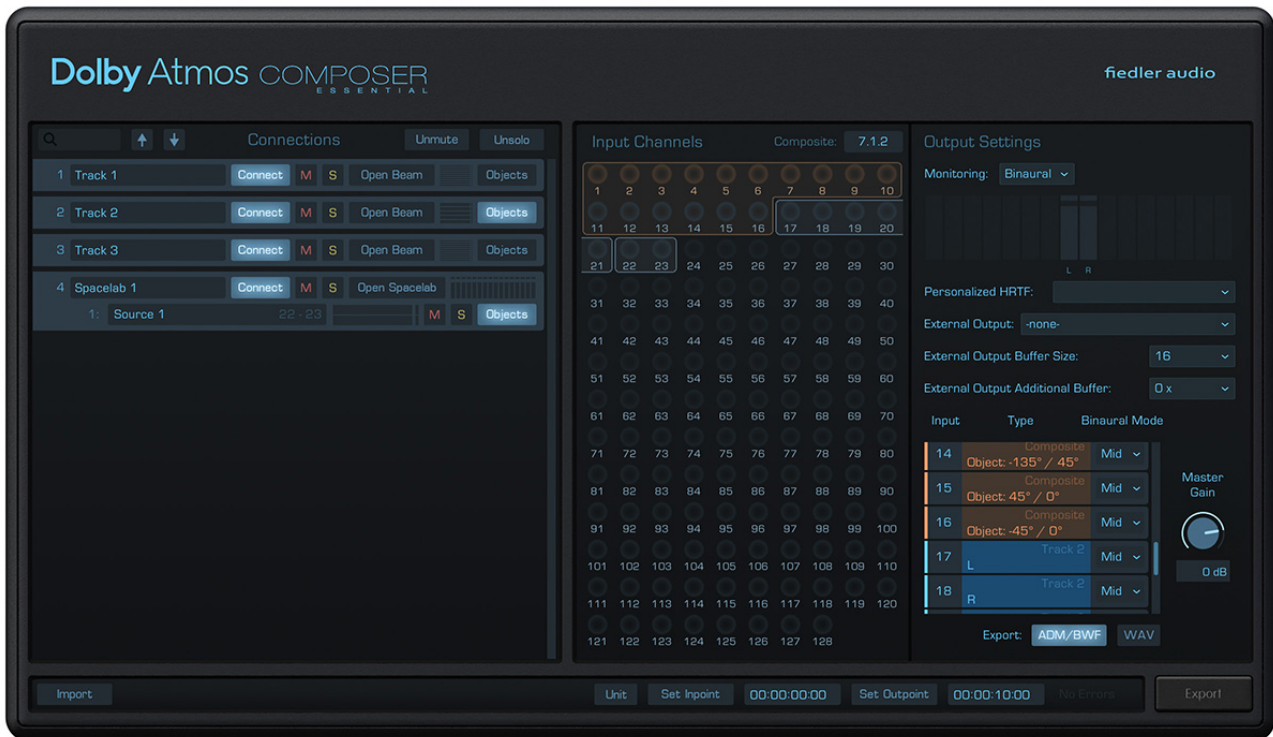 Dolby Atmos COMPOSER
ESSENTIAL
fiedler audio
Connections Unmute Unsolo
1 Track 1 Connect M S Open Beam Objects
2 Track 2 Connect M S Open Beam Objects
3 Track 3 Connect M S Open Beam Objects
4 Spacelab 1 Connect M S Open Spacelab
1: Source 1 22 - 23 M S Objects
Input Channels Composite: 7.1.2
1 2 3 4 5 6 7 8 9 10
11 12 13 14 15 16 17 18 19 20
21 22 23 24 25 26 27 28 29 30
31 32 33 34 35 36 37 38 39 40
41 42 43 44 45 46 47 48 49 50
51 52 53 54 55 56 57 58 59 60
61 62 63 64 65 66 67 68 69 70
71 72 73 74 75 76 77 78 79 80
81 82 83 84 85 86 87 88 89 90
91 92 93 94 95 96 97 98 99 100
101 102 103 104 105 106 107 108 109 110
111 112 113 114 115 116 117 118 119 120
121 122 123 124 125 126 127 128
Output Settings
Monitoring: Binaural
L R
Personalized HRTF:
External Output: -none-
External Output Buffer Size: 16
External Output Additional Buffer: 0 x
Input Type Binaural Mode
14 Composite Mid
Object: -135° / 45°
15 Composite Mid
Object: 45° / 0°
16 Composite Mid
Object: -45° / 0°
17 Track 2 Mid
L
18 Track 2 Mid
R
Master
Gain
0 dB
Export: ADM/BWF WAV
Import Unit Set Inpoint 00:00:00:00 Set Outpoint 00:00:10:00 No Errors Export